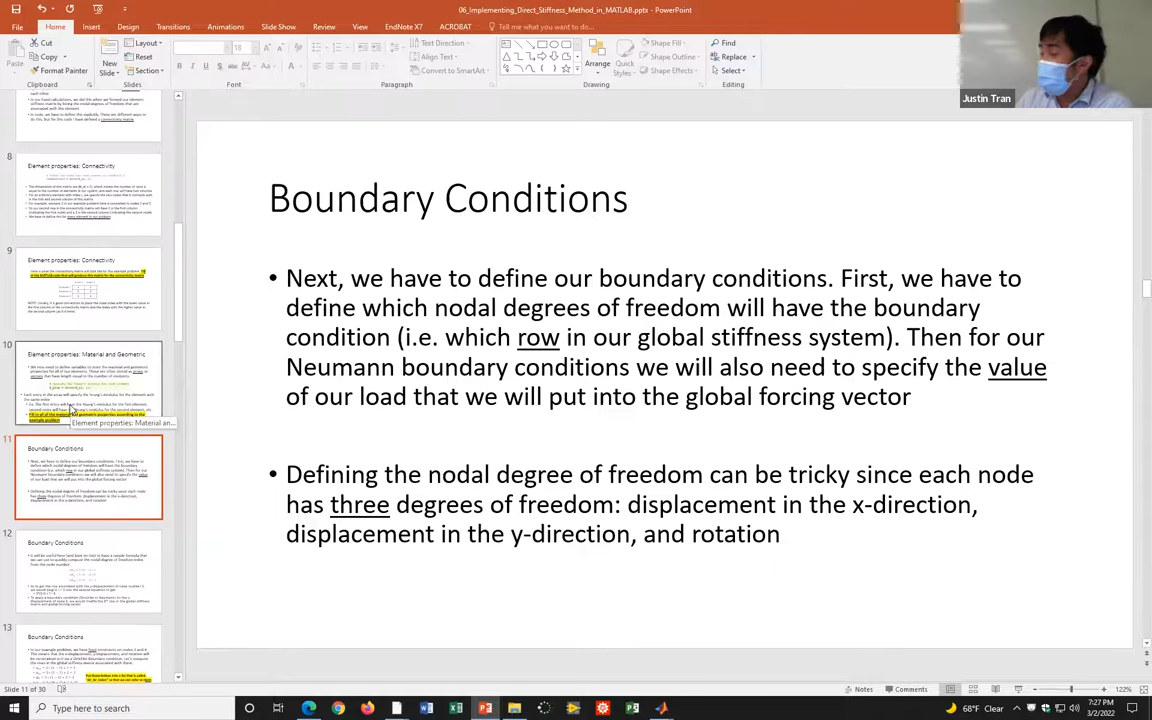 06_Implementing_Direct_Stiffness_Method_in_MATLAB.pptx - PowerPoint
File Home Insert Design Transitions Animations Slide Show Review View EndNote X7 ACROBAT Tell me what you want to do...
Cut Copy Format Painter Paste Clipboard
New Slide Layout Reset Section Slides
18 Font
Text Direction Align Text Convert to SmartArt Paragraph
Arrange Quick Styles Shape Fill Shape Outline Shape Effects Drawing
Find Replace Select Editing
Justin Tran
8
Element properties: Connectivity
9
Element properties: Connectivity
10
Element properties: Material and Geometric
Element properties: Material an...
11
Boundary Conditions
12
Boundary Conditions
13
Boundary Conditions
Boundary Conditions
• Next, we have to define our boundary conditions. First, we have to
define which nodal degrees of freedom will have the boundary
condition (i.e. which row in our global stiffness system). Then for our
Neumann boundary conditions we will also need to specify the value
of our load that we will put into the global forcing vector
• Defining the nodal degree of freedom can be tricky since each node
has three degrees of freedom: displacement in the x-direction,
displacement in the y-direction, and rotation
Slide 11 of 30 Notes Comments 122%
Type here to search 68°F Clear 7:27 PM
3/2/2022